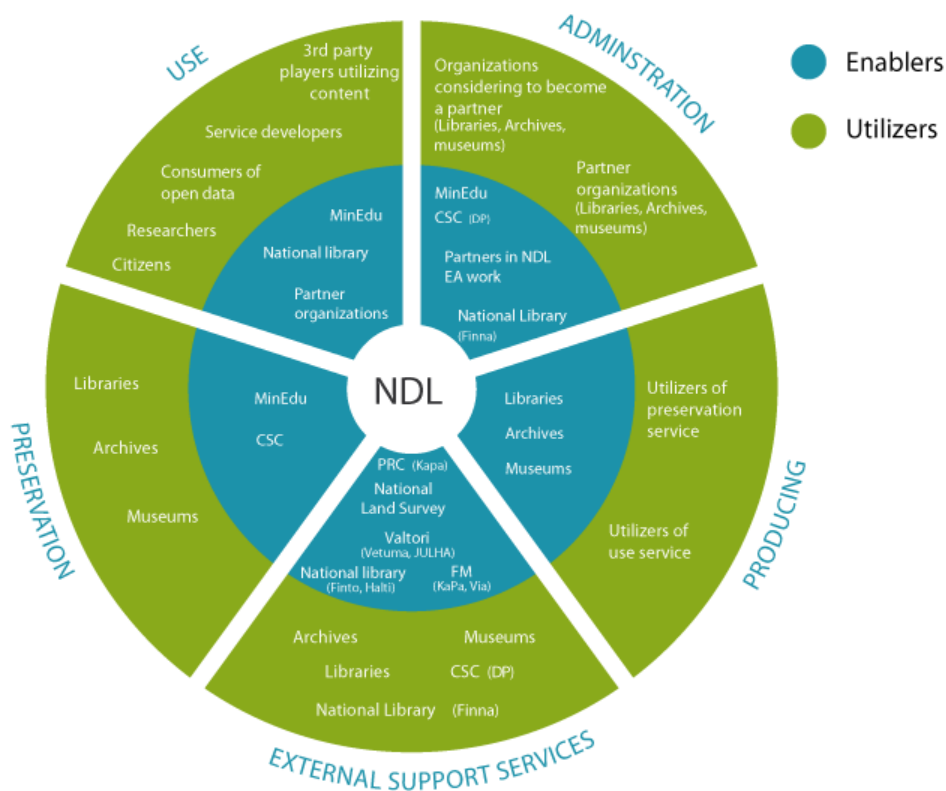 USE
3rd party
players utilizing
content
Service developers
Consumers of
open data
Researchers
Citizens
MinEdu
National library
Partner
organizations
ADMINSTRATION
Organizations
considering to become
a partner
(Libraries, Archives,
museums)
Partner
organizations
(Libraries, Archives,
museums)
MinEdu
CSC (DP)
Partners in NDL
EA work
National Library
(Finna)
Enablers
Utilizers
NDL
PRESERVATION
Libraries
Archives
Museums
MinEdu
CSC
PRODUCING
Libraries
Archives
Museums
Utilizers of
preservation
service
Utilizers of
use service
PRC (Kapa)
National
Land Survey
Valtori
(Vetuma, JULHA)
National library
(Finto, Halti)
FM
(KaPa, Via)
Archives Museums
Libraries CSC (DP)
National Library (Finna)
EXTERNAL SUPPORT SERVICES